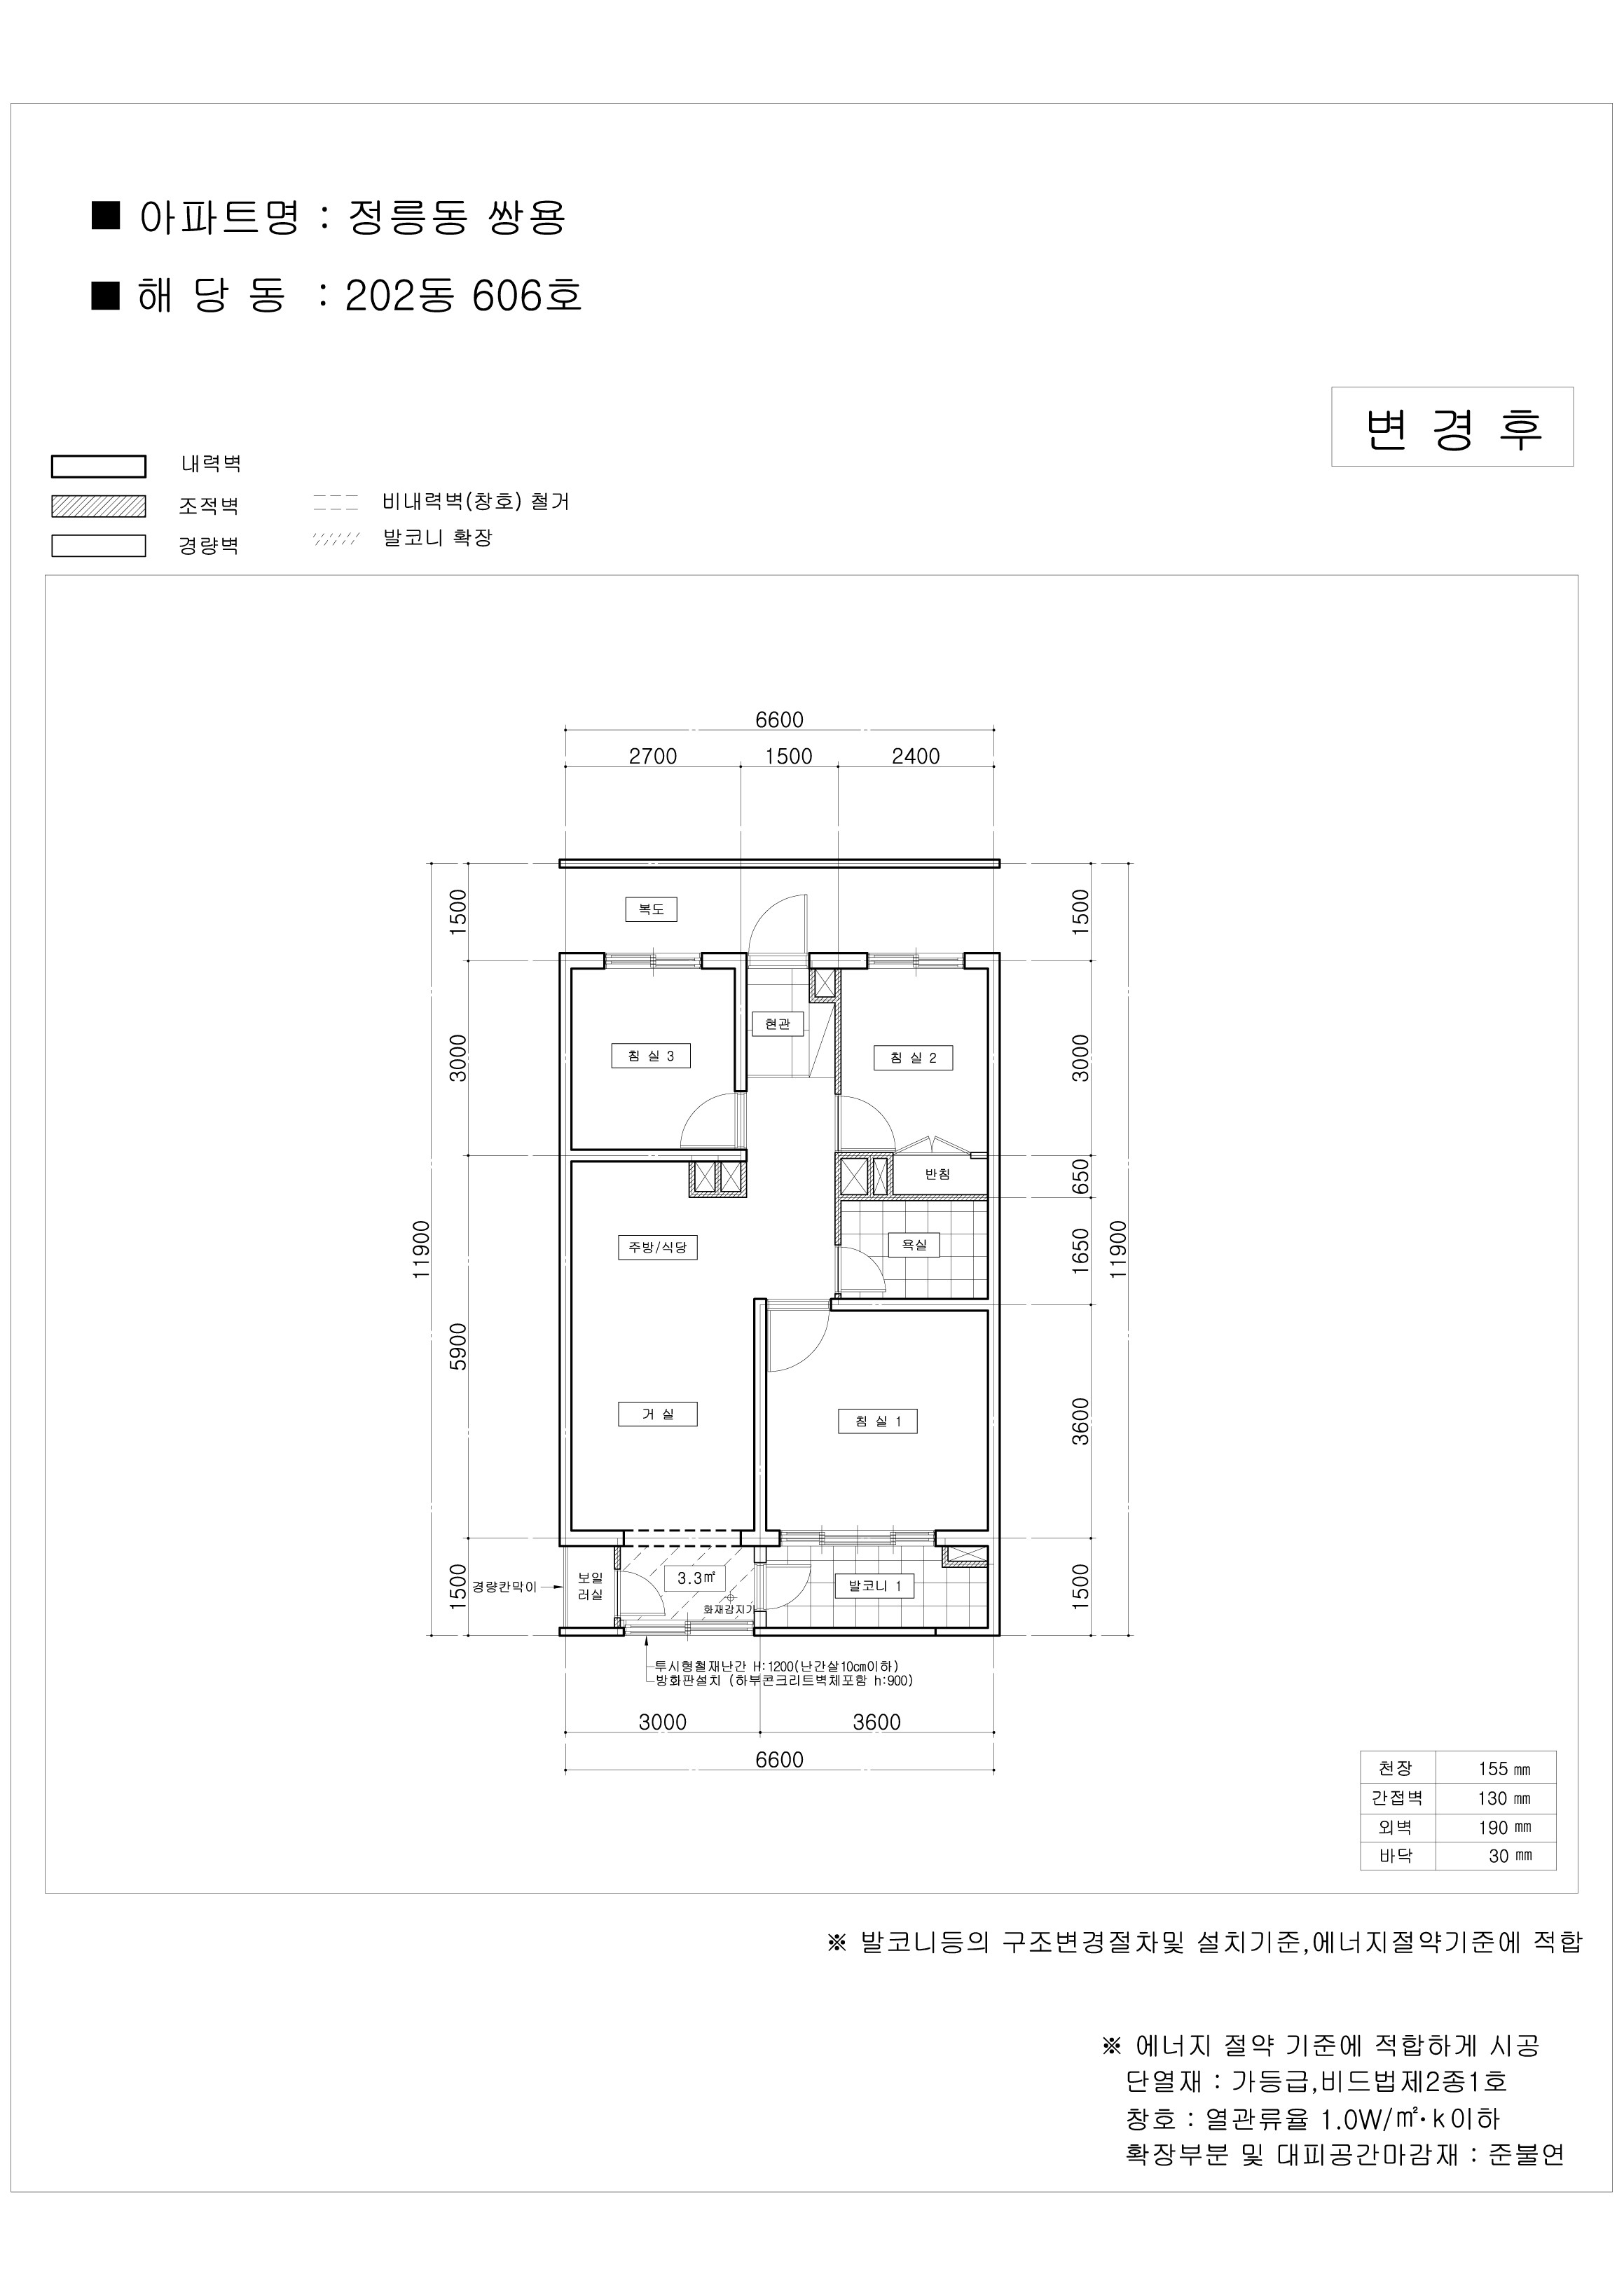 ■ 아파트명 : 정릉동 쌍용
■ 해 당 동 : 202동 606호
변 경 후
내력벽
조적벽
경량벽
비내력벽(창호) 철거
발코니 확장
6600
2700 1500 2400
복도
현관
침 실 3
침 실 2
반침
욕실
주방/식당
거 실
침 실 1
1500
3000
5900
1500
11900
1500
3000
650
1650
3600
1500
11900
경량칸막이
보일
러실
3.3㎡
화재감지기
발코니 1
투시형철재난간 H:1200(난간살10cm이하)
방화판설치 (하부콘크리트벽체포함 h:900)
3000 3600
6600
천장 155 ㎜
간접벽 130 ㎜
외벽 190 ㎜
바닥 30 ㎜
※ 발코니등의 구조변경절차및 설치기준,에너지절약기준에 적합
※ 에너지 절약 기준에 적합하게 시공
단열재 : 가등급,비드법제2종1호
창호 : 열관류율 1.0W/㎡·k이하
확장부분 및 대피공간마감재 : 준불연